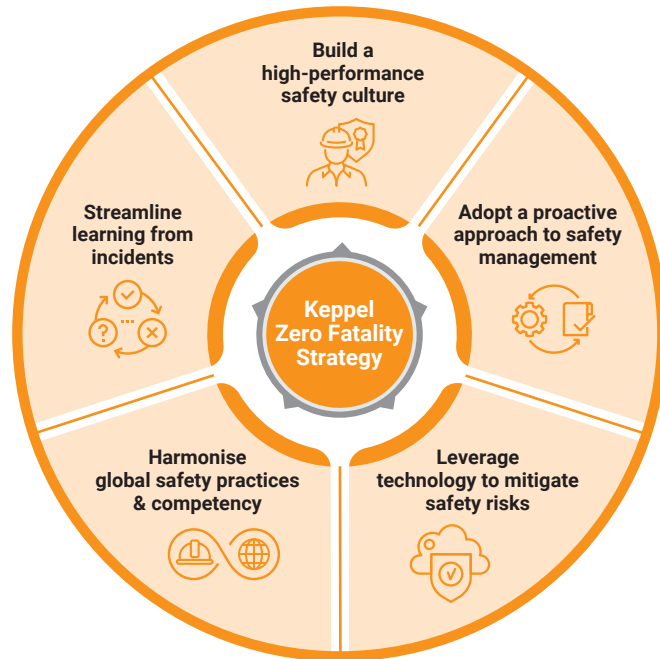 Build a
high-performance
safety culture
Streamline
learning from
incidents
Adopt a proactive
approach to safety
management
Keppel
Zero Fatality
Strategy
Harmonise
global safety practices
& competency
Leverage
technology to mitigate
safety risks